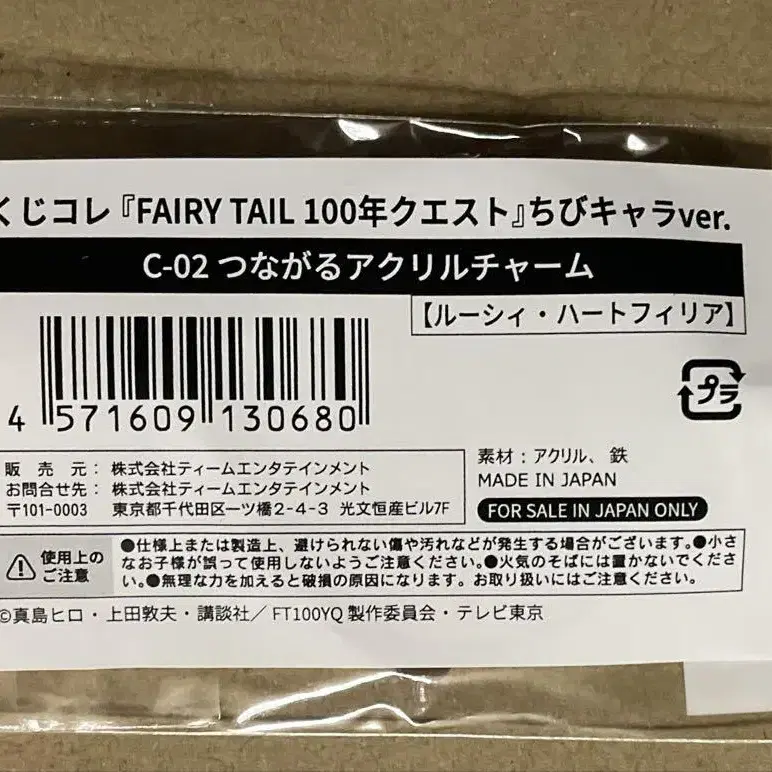 くじコレ『FAIRY TAIL 100年クエスト』ちびキャラver.
C-02 つながるアクリルチャーム
【ルーシィ・ハートフィリア】
4 571609 130680
プラ
販売元：株式会社ティームエンタテインメント
お問合せ先：株式会社ティームエンタテインメント
〒101-0003 東京都千代田区一ツ橋2-4-3 光文恒産ビル7F
素材：アクリル、鉄
MADE IN JAPAN
FOR SALE IN JAPAN ONLY
使用上の
ご注意
●仕様上または製造上、避けられない傷や汚れなどが発生する場合がございます。●小さ
なお子様が誤って使用しないようご注意ください。●火気のそばには置かないでくださ
い。●無理な力を加えると破損の原因になります。お取り扱いにはご注意ください。
©真島ヒロ・上田敦夫・講談社／FT100YQ製作委員会・テレビ東京